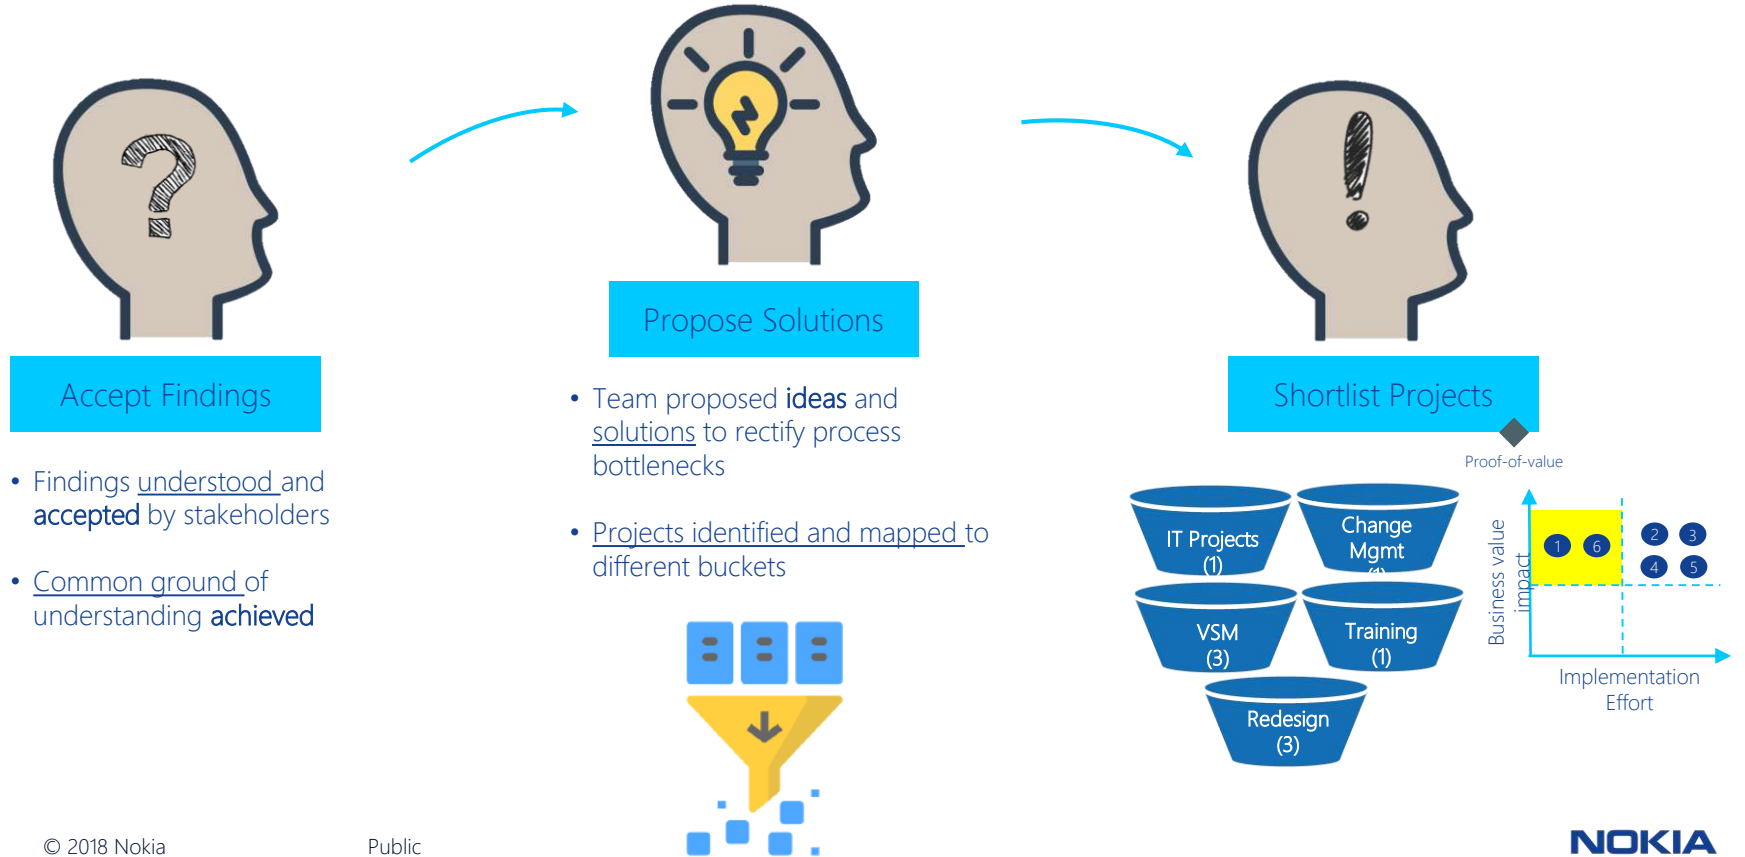 Accept Findings
• Findings understood and
accepted by stakeholders
• Common ground of
understanding achieved
Propose Solutions
• Team proposed ideas and
solutions to rectify process
bottlenecks
• Projects identified and mapped to
different buckets
Shortlist Projects
Proof-of-value
IT Projects
(1)
Change
Mgmt
(1)
VSM
(3)
Training
(1)
Redesign
(3)
Business value
impact
1 6
2 3
4 5
Implementation
Effort
© 2018 Nokia
Public
NOKIA